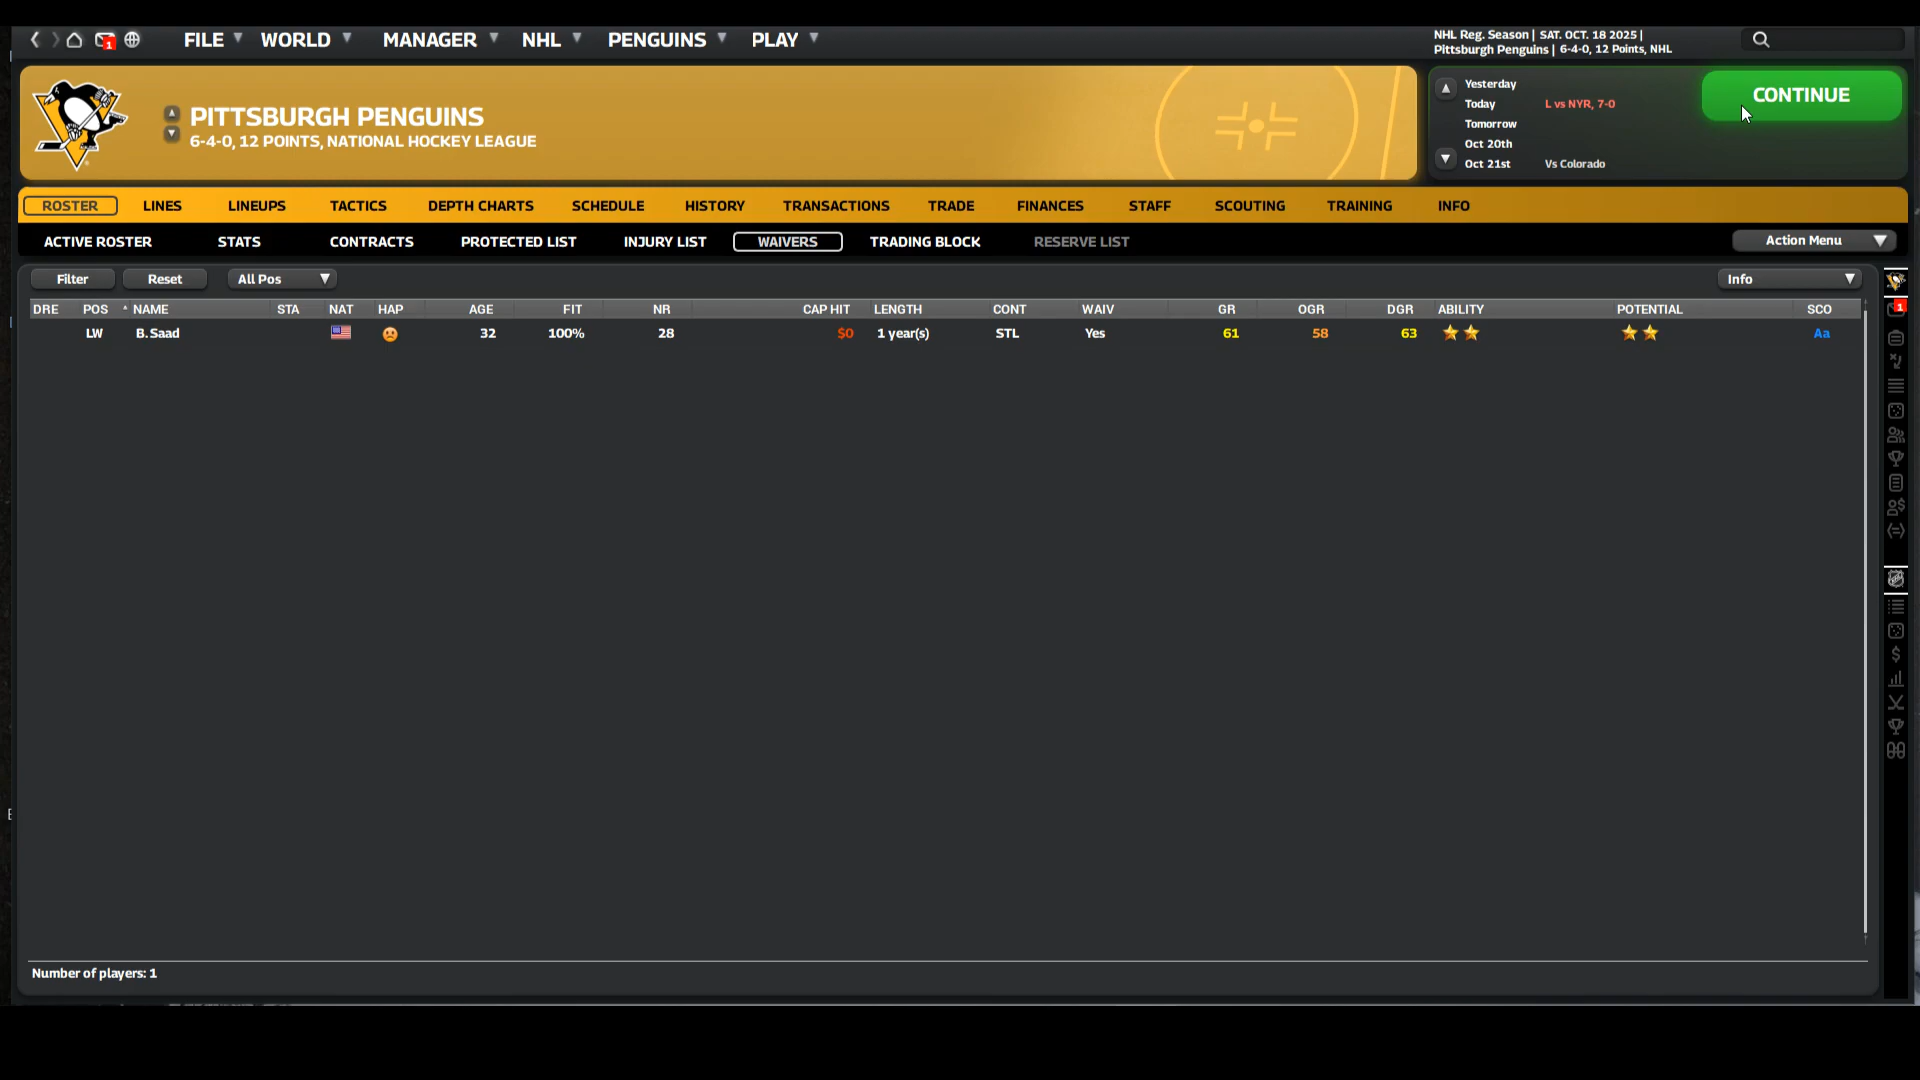 FILE WORLD MANAGER NHL PENGUINS PLAY
NHL Reg. Season | SAT. OCT. 18 2025 |
Pittsburgh Penguins | 6-4-0, 12 Points, NHL
1
PITTSBURGH PENGUINS
6-4-0, 12 POINTS, NATIONAL HOCKEY LEAGUE
Yesterday
Today L vs NYR, 7-0
Tomorrow
Oct 20th
Oct 21st Vs Colorado
CONTINUE
ROSTER LINES LINEUPS TACTICS DEPTH CHARTS SCHEDULE HISTORY TRANSACTIONS TRADE FINANCES STAFF SCOUTING TRAINING INFO
ACTIVE ROSTER STATS CONTRACTS PROTECTED LIST INJURY LIST WAIVERS TRADING BLOCK RESERVE LIST Action Menu
Filter Reset All Pos Info
DRE POS NAME STA NAT HAP AGE FIT NR CAP HIT LENGTH CONT WAIV GR OGR DGR ABILITY POTENTIAL SCO
1
LW B.Saad 32 100% 28 $0 1 year(s) STL Yes 61 58 63 Aa
Number of players: 1